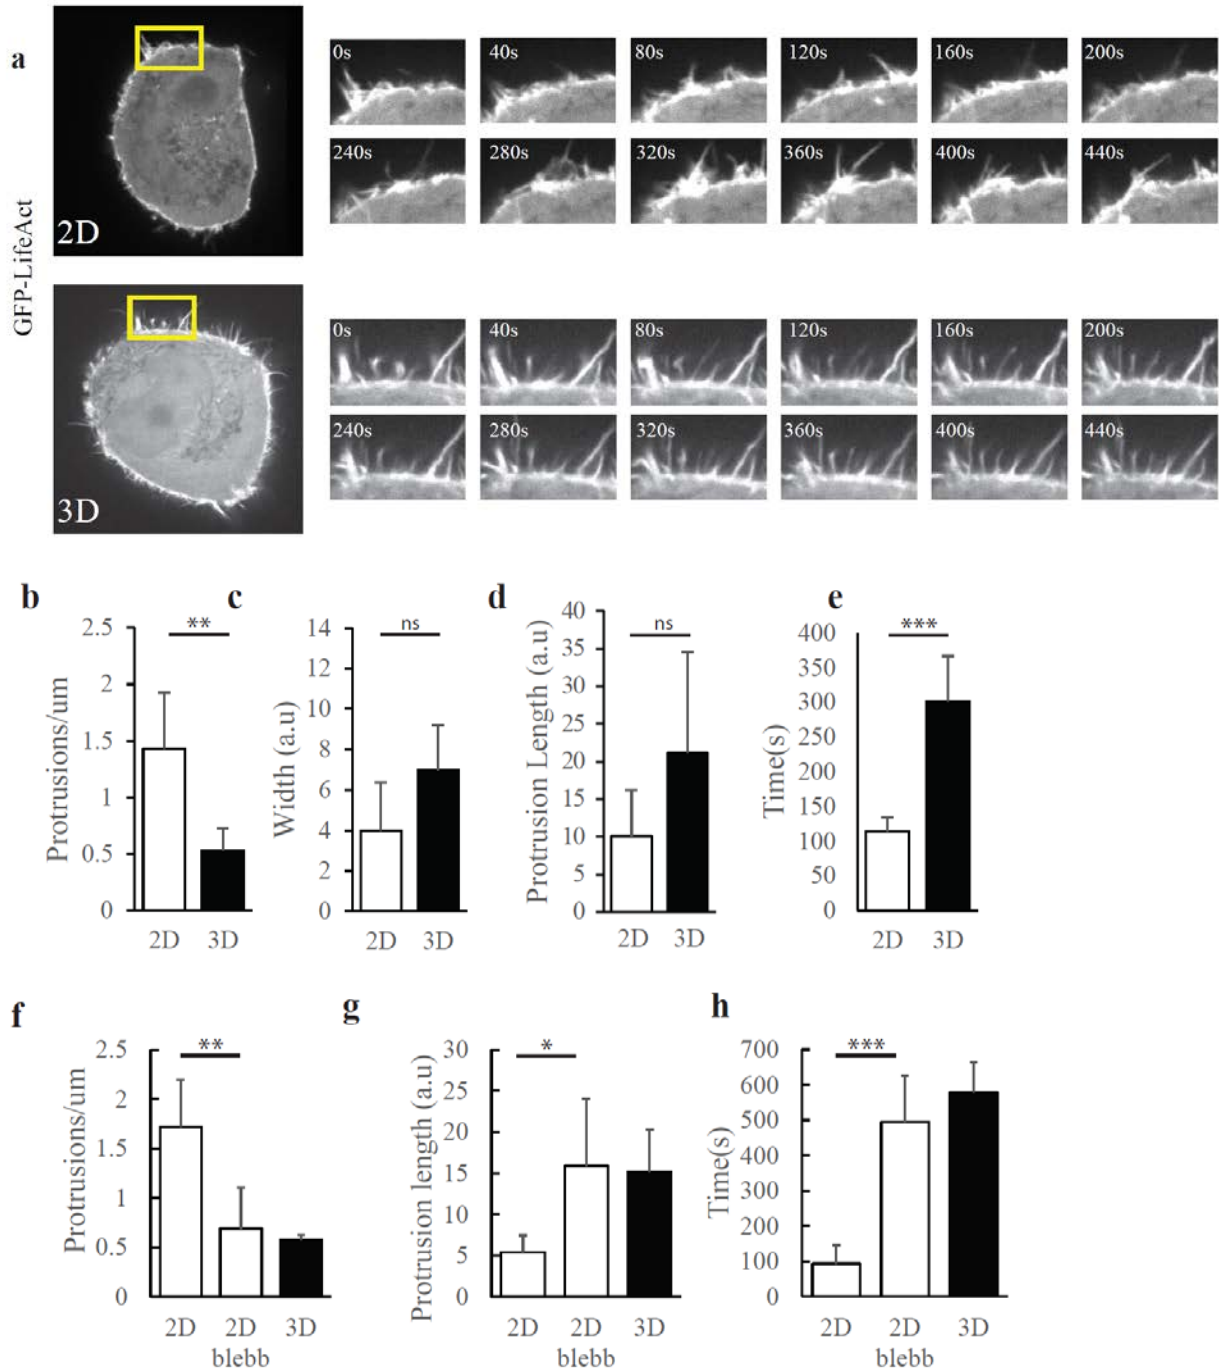 a
GFP-LifeAct
2D
0s 40s 80s 120s 160s 200s
240s 280s 320s 360s 400s 440s
3D
0s 40s 80s 120s 160s 200s
240s 280s 320s 360s 400s 440s
b
Protrusions/um
2.5
2
1.5
1
0.5
0
**
2D 3D
c
Width (a.u)
14
12
10
8
6
4
2
0
ns
2D 3D
d
Protrusion Length (a.u)
40
35
30
25
20
15
10
5
0
ns
2D 3D
e
Time(s)
400
350
300
250
200
150
100
50
0
***
2D 3D
f
Protrusions/um
2.5
2
1.5
1
0.5
0
**
2D 2D 3D
blebb
g
Protrusion length (a.u)
30
25
20
15
10
5
0
*
2D 2D 3D
blebb
h
Time(s)
700
600
500
400
300
200
100
0
***
2D 2D 3D
blebb